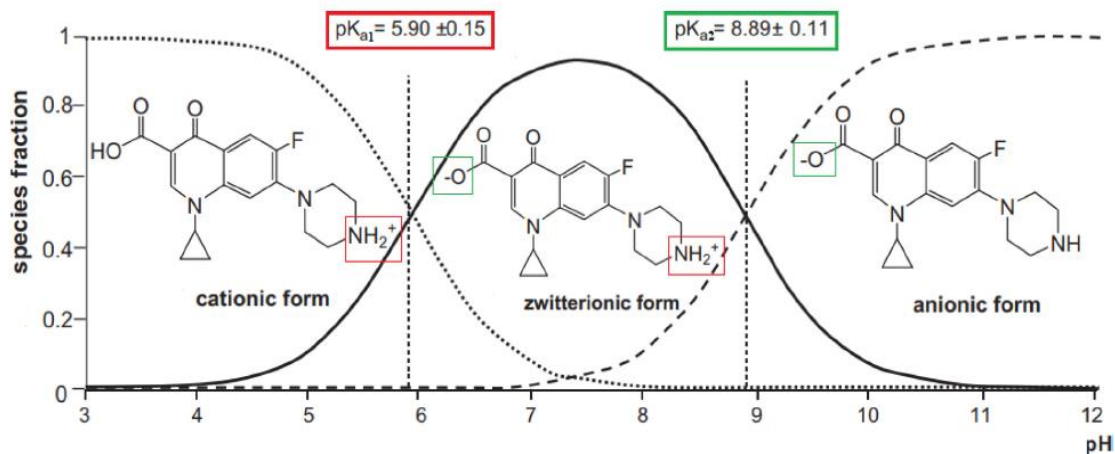 pKa1= 5.90 ±0.15
pKa2= 8.89± 0.11
species fraction
1
0.8
0.6
0.4
0.2
0
O
O
HO
F
N
N
NH2+
cationic form
O
O
-O
F
N
N
NH2+
zwitterionic form
O
O
-O
F
N
N
NH
anionic form
3 4 5 6 7 8 9 10 11 12
pH